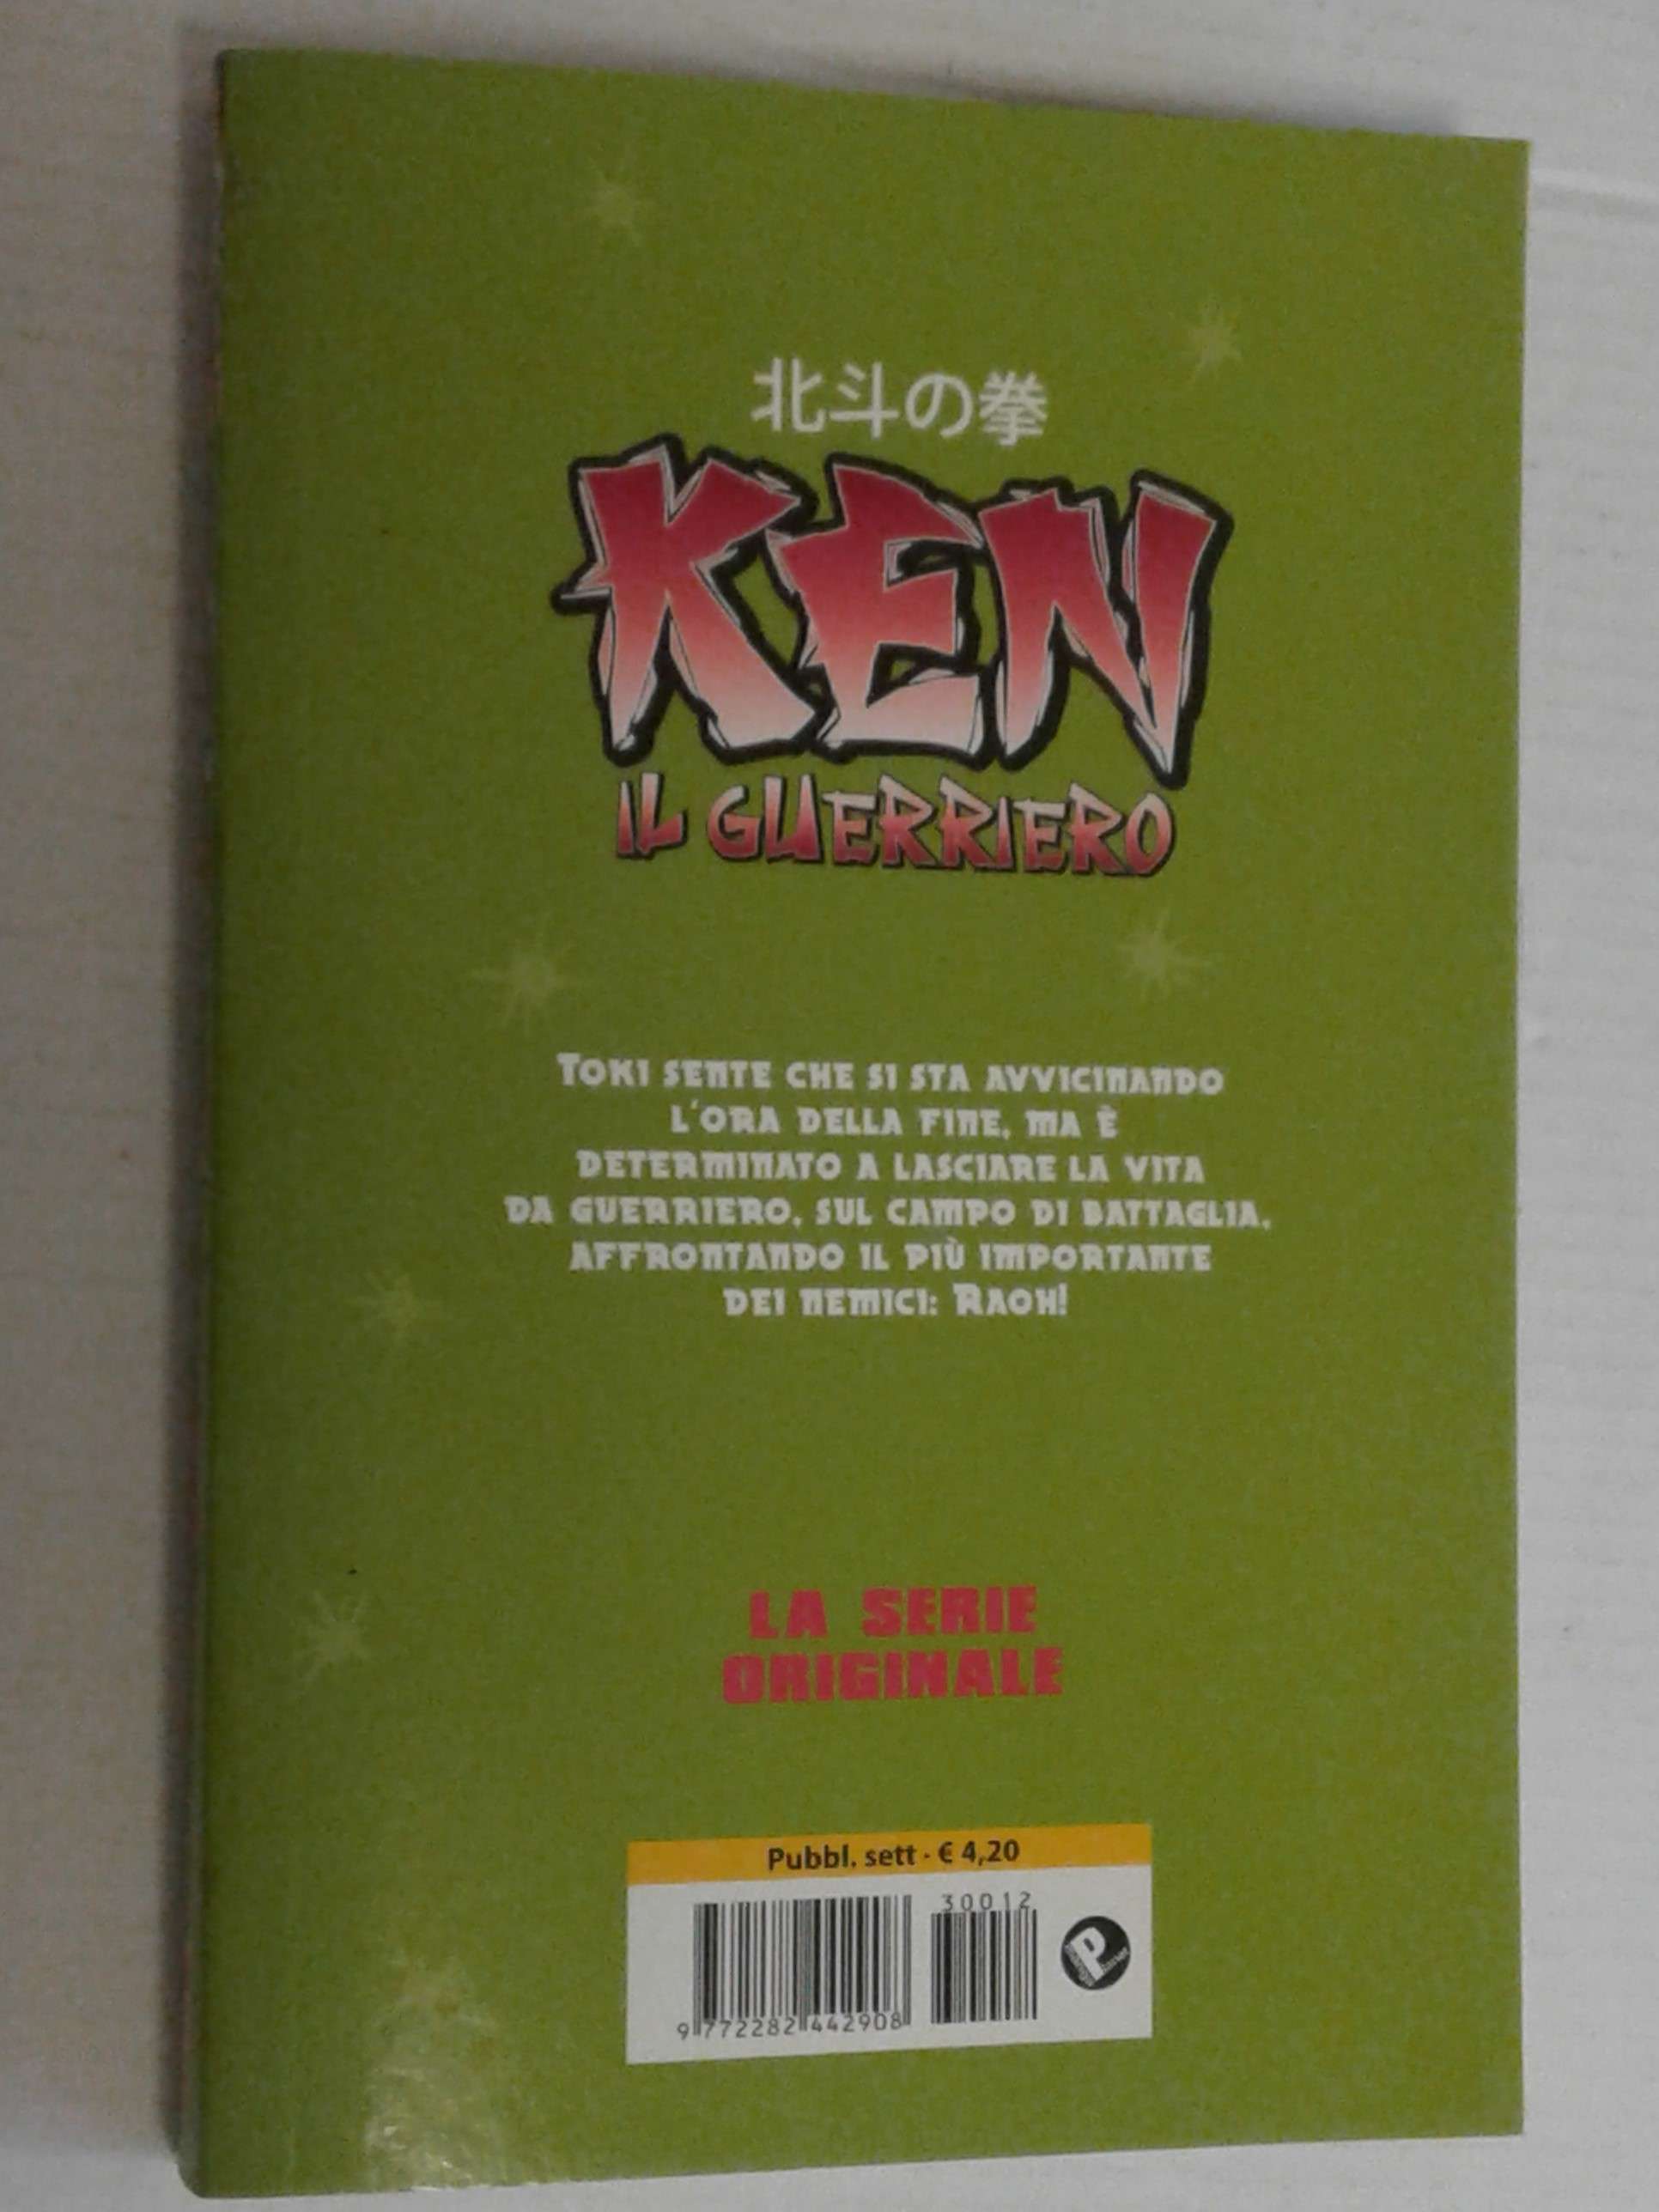 北斗の拳
KEN
IL GUERRIERO
TOKI SENTE CHE SI STA AVVICINANDO
L'ORA DELLA FINE, MA È
DETERMINATO A LASCIARE LA VITA
DA GUERRIERO, SUL CAMPO DI BATTAGLIA,
AFFRONTANDO IL PIÙ IMPORTANTE
DEI NEMICI: RAOH!
LA SERIE
ORIGINALE
Pubbl. sett - € 4,20
30012
9 772282 442908
P